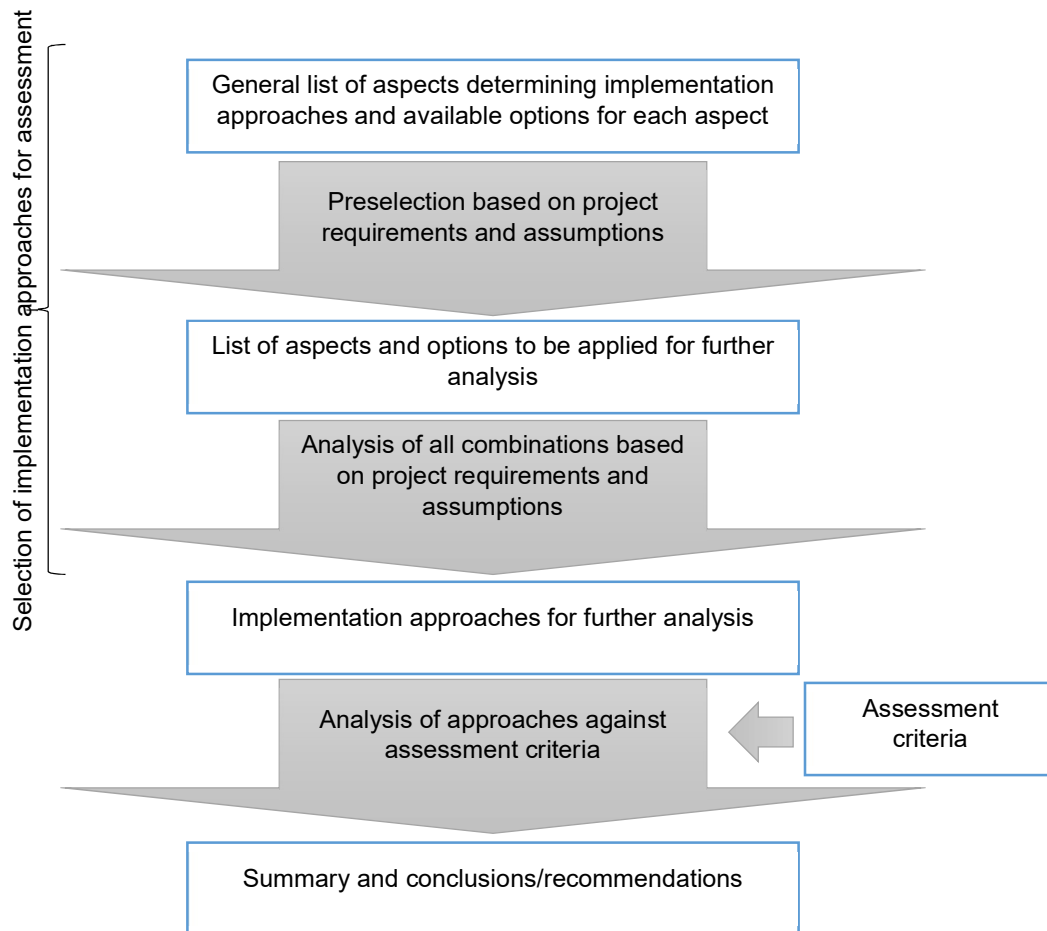 Selection of implementation approaches for assessment
General list of aspects determining implementation
approaches and available options for each aspect
Preselection based on project
requirements and assumptions
List of aspects and options to be applied for further
analysis
Analysis of all combinations based
on project requirements and
assumptions
Implementation approaches for further analysis
Analysis of approaches against
assessment criteria
Assessment
criteria
Summary and conclusions/recommendations